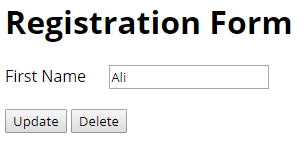 Registration Form
First Name Ali
Update Delete